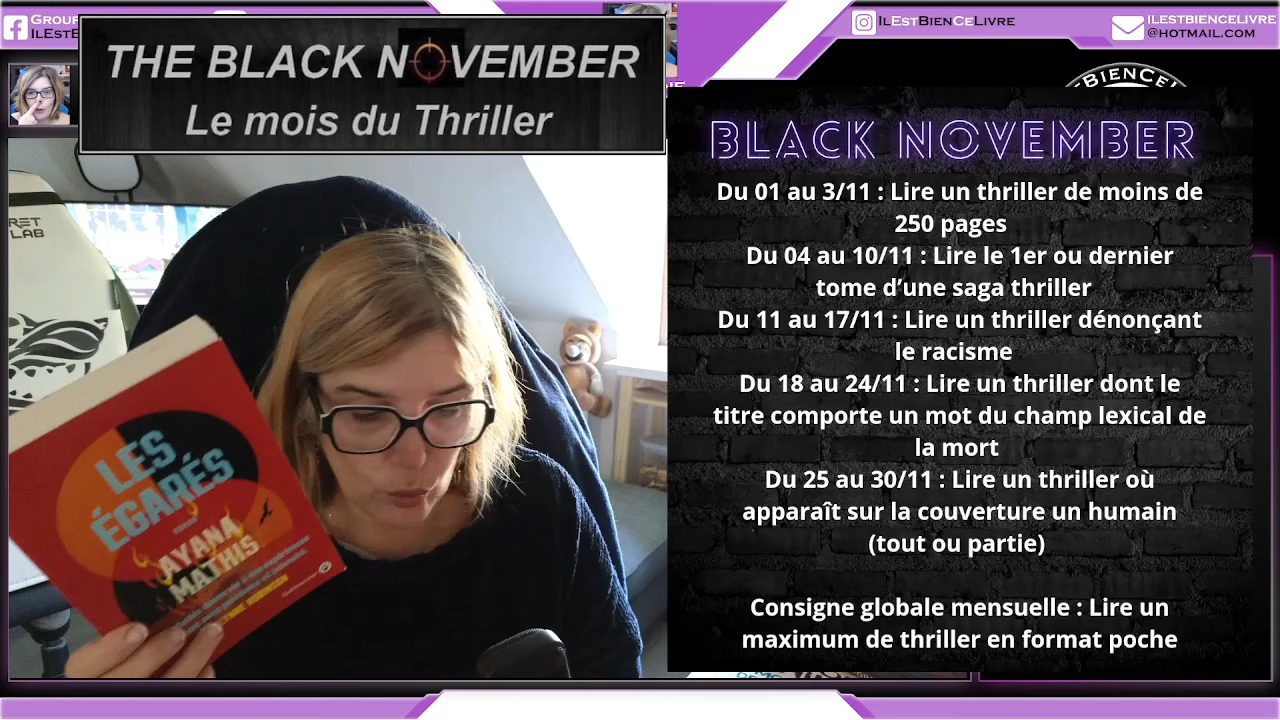 GROUP
ILESTB
ILESTBIENCELIVRE
ILESTBIENCELIVRE
@HOTMAIL.COM
THE BLACK NOVEMBER
Le mois du Thriller
BIENCE
BLACK NOVEMBER
Du 01 au 3/11 : Lire un thriller de moins de
250 pages
Du 04 au 10/11 : Lire le 1er ou dernier
tome d’une saga thriller
Du 11 au 17/11 : Lire un thriller dénonçant
le racisme
Du 18 au 24/11 : Lire un thriller dont le
titre comporte un mot du champ lexical de
la mort
Du 25 au 30/11 : Lire un thriller où
apparaît sur la couverture un humain
(tout ou partie)
Consigne globale mensuelle : Lire un
maximum de thriller en format poche
RET
LAB
LES
ÉGARÉS
AYANA
MATHIS